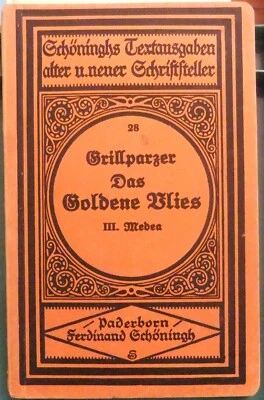 Schöninghs Textausgaben
alter u. neuer Schriftsteller
28
Grillparzer
Das
Goldene Vlies
III. Medea
Paderborn
Ferdinand Schöningh
S